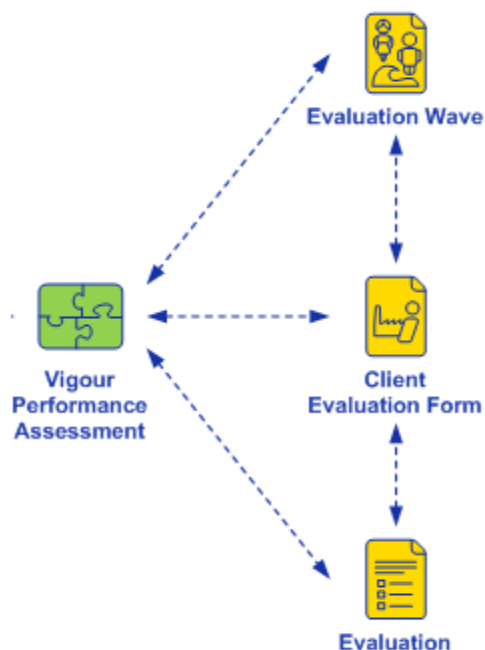 Evaluation Wave
Vigour
Performance
Assessment
Client
Evaluation Form
Evaluation